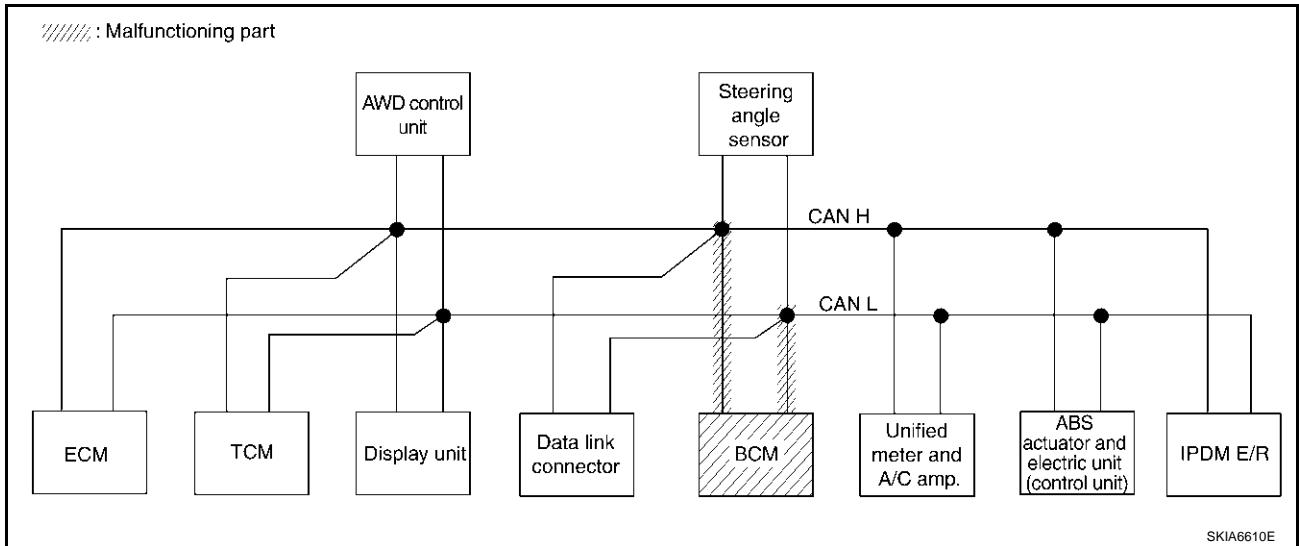 : Malfunctioning part
AWD control
unit
Steering
angle
sensor
CAN H
CAN L
ECM
TCM
Display unit
Data link
connector
BCM
Unified
meter and
A/C amp.
ABS
actuator and
electric unit
(control unit)
IPDM E/R
SKIA6610E